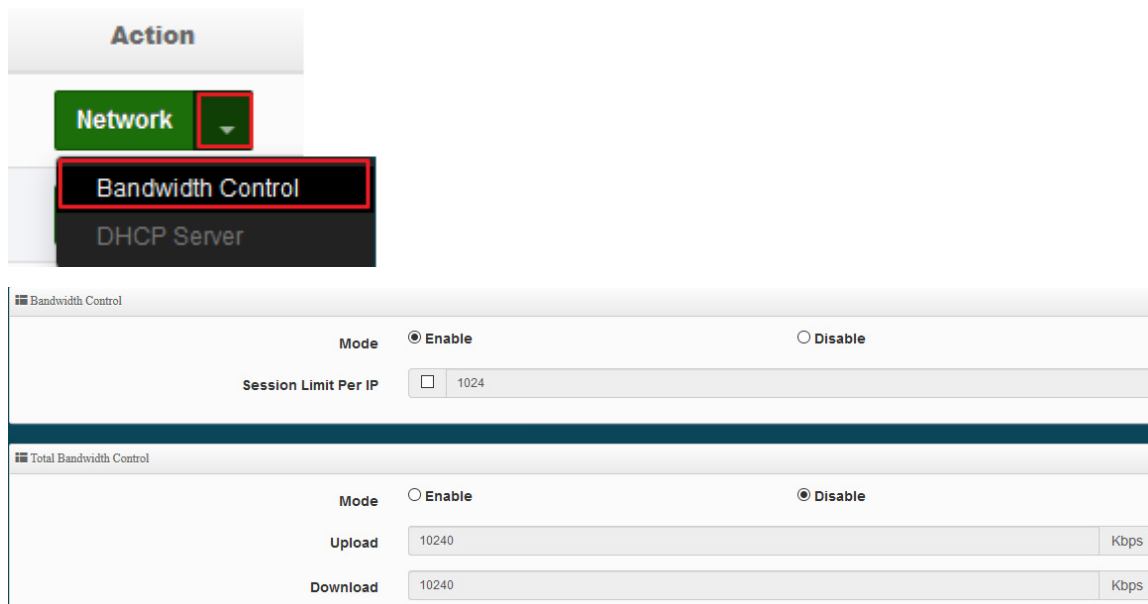 Action
Network
Bandwidth Control
DHCP Server
Bandwidth Control
Mode Enable Disable
Session Limit Per IP 1024
Total Bandwidth Control
Mode Enable Disable
Upload 10240 Kbps
Download 10240 Kbps